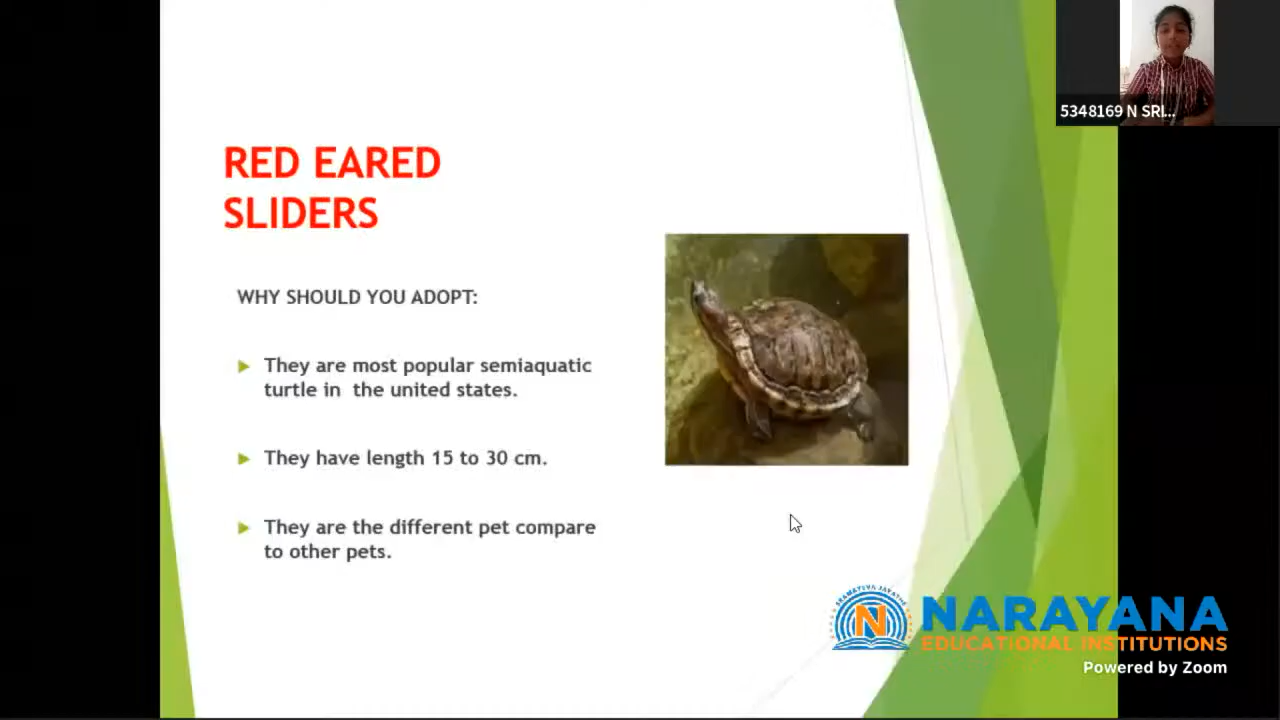 5348169 N SRI...
RED EARED
SLIDERS
WHY SHOULD YOU ADOPT:
They are most popular semiaquatic
turtle in the united states.
They have length 15 to 30 cm.
They are the different pet compare
to other pets.
N
NARAYANA
EDUCATIONAL INSTITUTIONS
Powered by Zoom